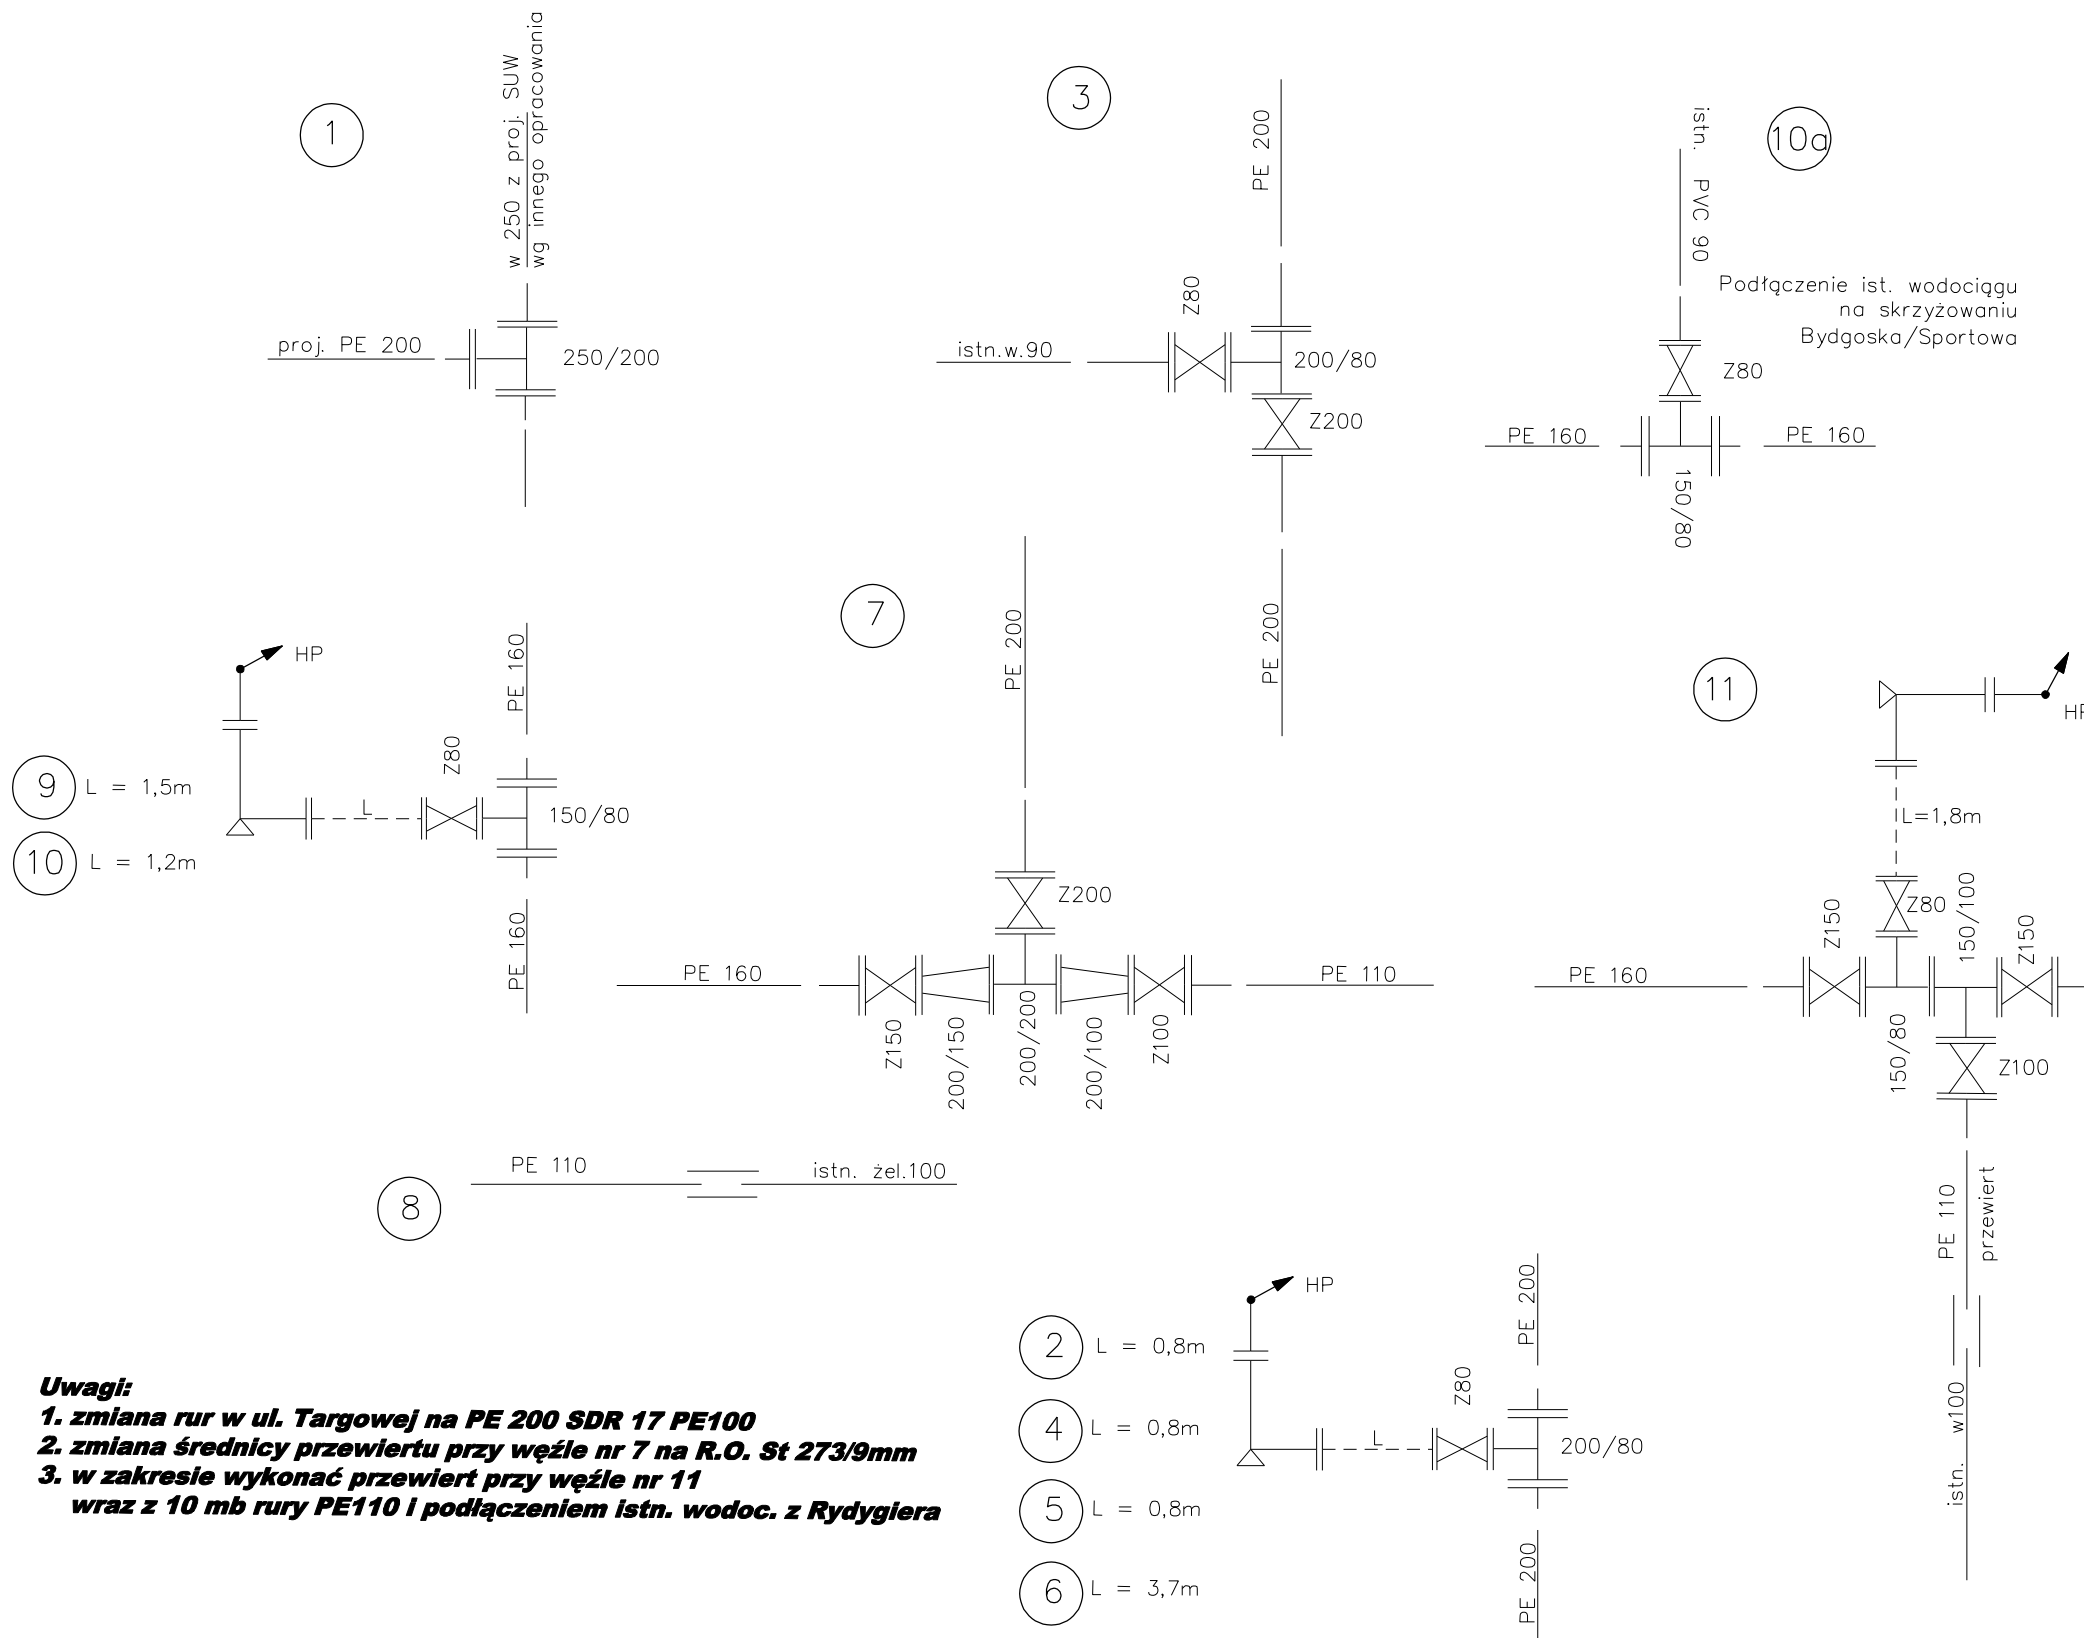 1
w 250 z proj. SUW
wg innego opracowania
proj. PE 200
250/200
3
PE 200
Z80
istn.w.90
200/80
Z200
PE 200
10a
istn. PVC 90
Podłączenie ist. wodociągu
na skrzyżowaniu
Bydgoska/Sportowa
Z80
PE 160
PE 160
150/80
HP
PE 160
9
L = 1,5m
10
L = 1,2m
L
Z80
150/80
PE 160
7
PE 200
Z200
PE 160
PE 110
Z150
200/150
200/200
200/100
Z100
11
HP
L=1,8m
Z150
Z80
150/100
Z150
PE 160
150/80
Z100
PE 110
przewiert
istn. w100
8
PE 110
istn. żel.100
HP
2
L = 0,8m
4
L = 0,8m
5
L = 0,8m
6
L = 3,7m
L
Z80
PE 200
200/80
PE 200
Uwagi:
1. zmiana rur w ul. Targowej na PE 200 SDR 17 PE100
2. zmiana średnicy przewiertu przy węźle nr 7 na R.O. St 273/9mm
3. w zakresie wykonać przewiert przy węźle nr 11
wraz z 10 mb rury PE110 i podłączeniem istn. wodoc. z Rydygiera